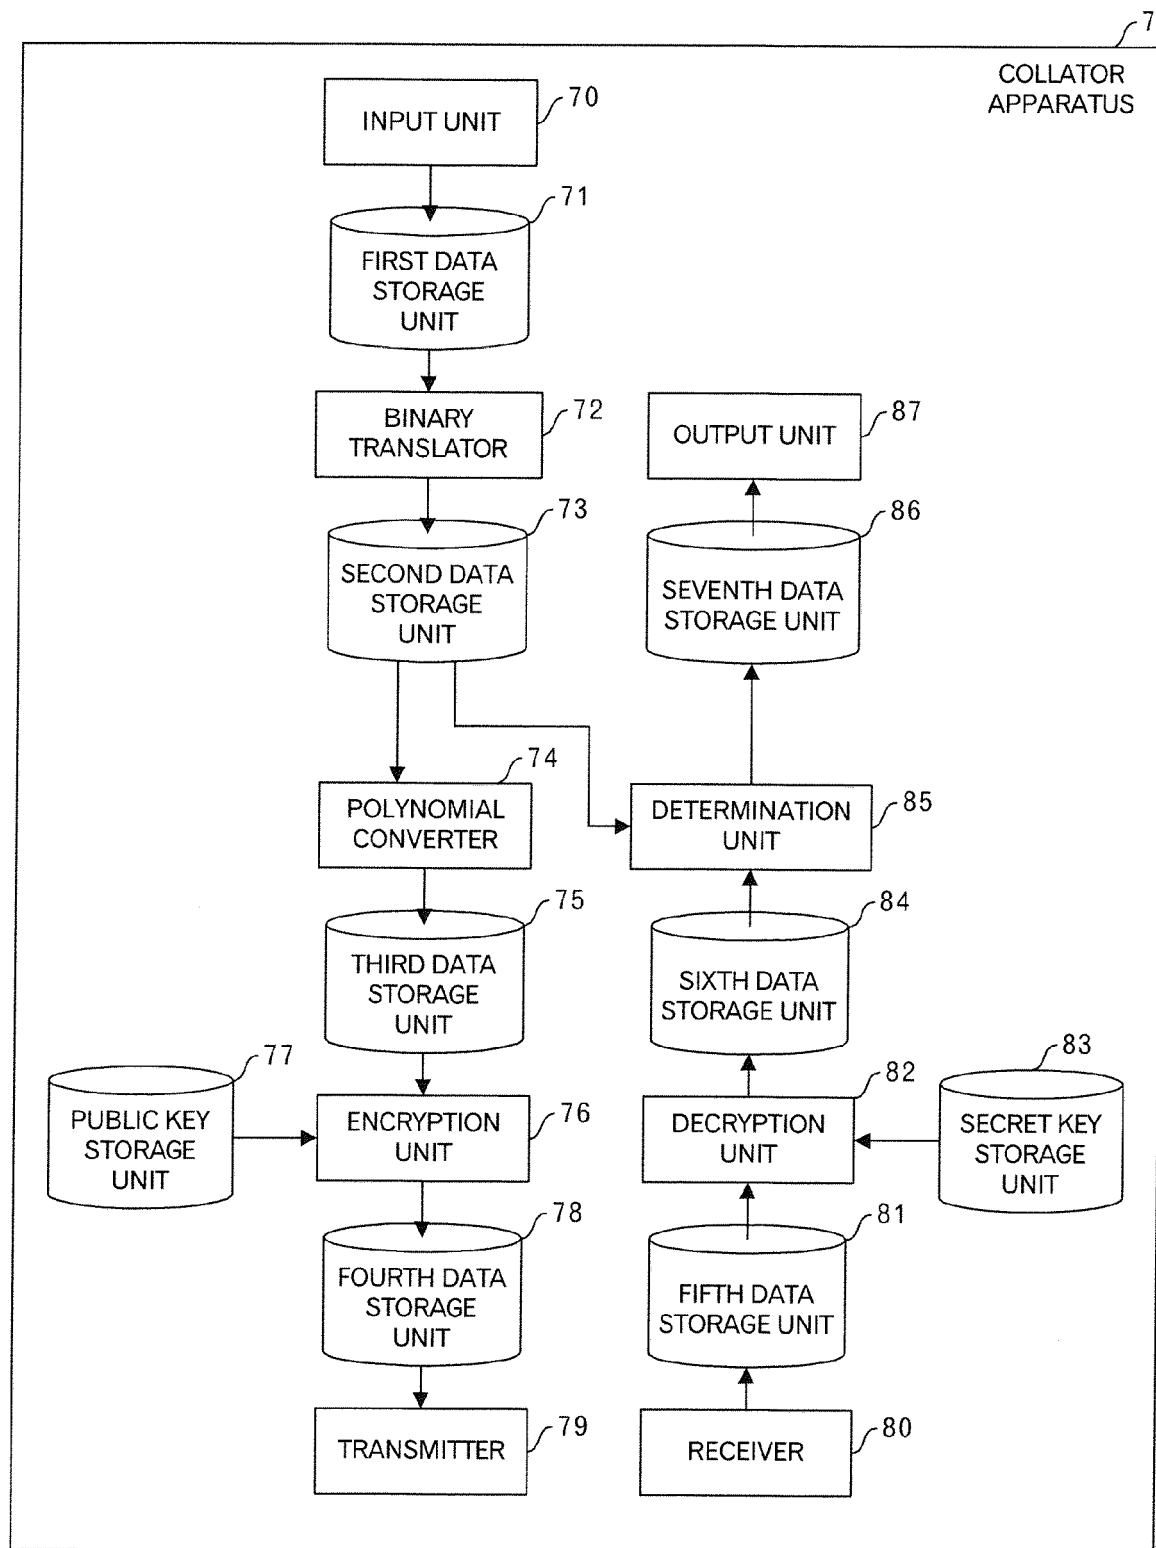 7
COLLATOR
APPARATUS
70
INPUT UNIT
71
FIRST DATA
STORAGE
UNIT
72
BINARY
TRANSLATOR
87
OUTPUT UNIT
73
SECOND DATA
STORAGE
UNIT
86
SEVENTH DATA
STORAGE UNIT
74
POLYNOMIAL
CONVERTER
85
DETERMINATION
UNIT
75
THIRD DATA
STORAGE
UNIT
84
SIXTH DATA
STORAGE UNIT
77
PUBLIC KEY
STORAGE
UNIT
76
ENCRYPTION
UNIT
82
DECRYPTION
UNIT
83
SECRET KEY
STORAGE
UNIT
78
FOURTH DATA
STORAGE
UNIT
81
FIFTH DATA
STORAGE UNIT
79
TRANSMITTER
80
RECEIVER